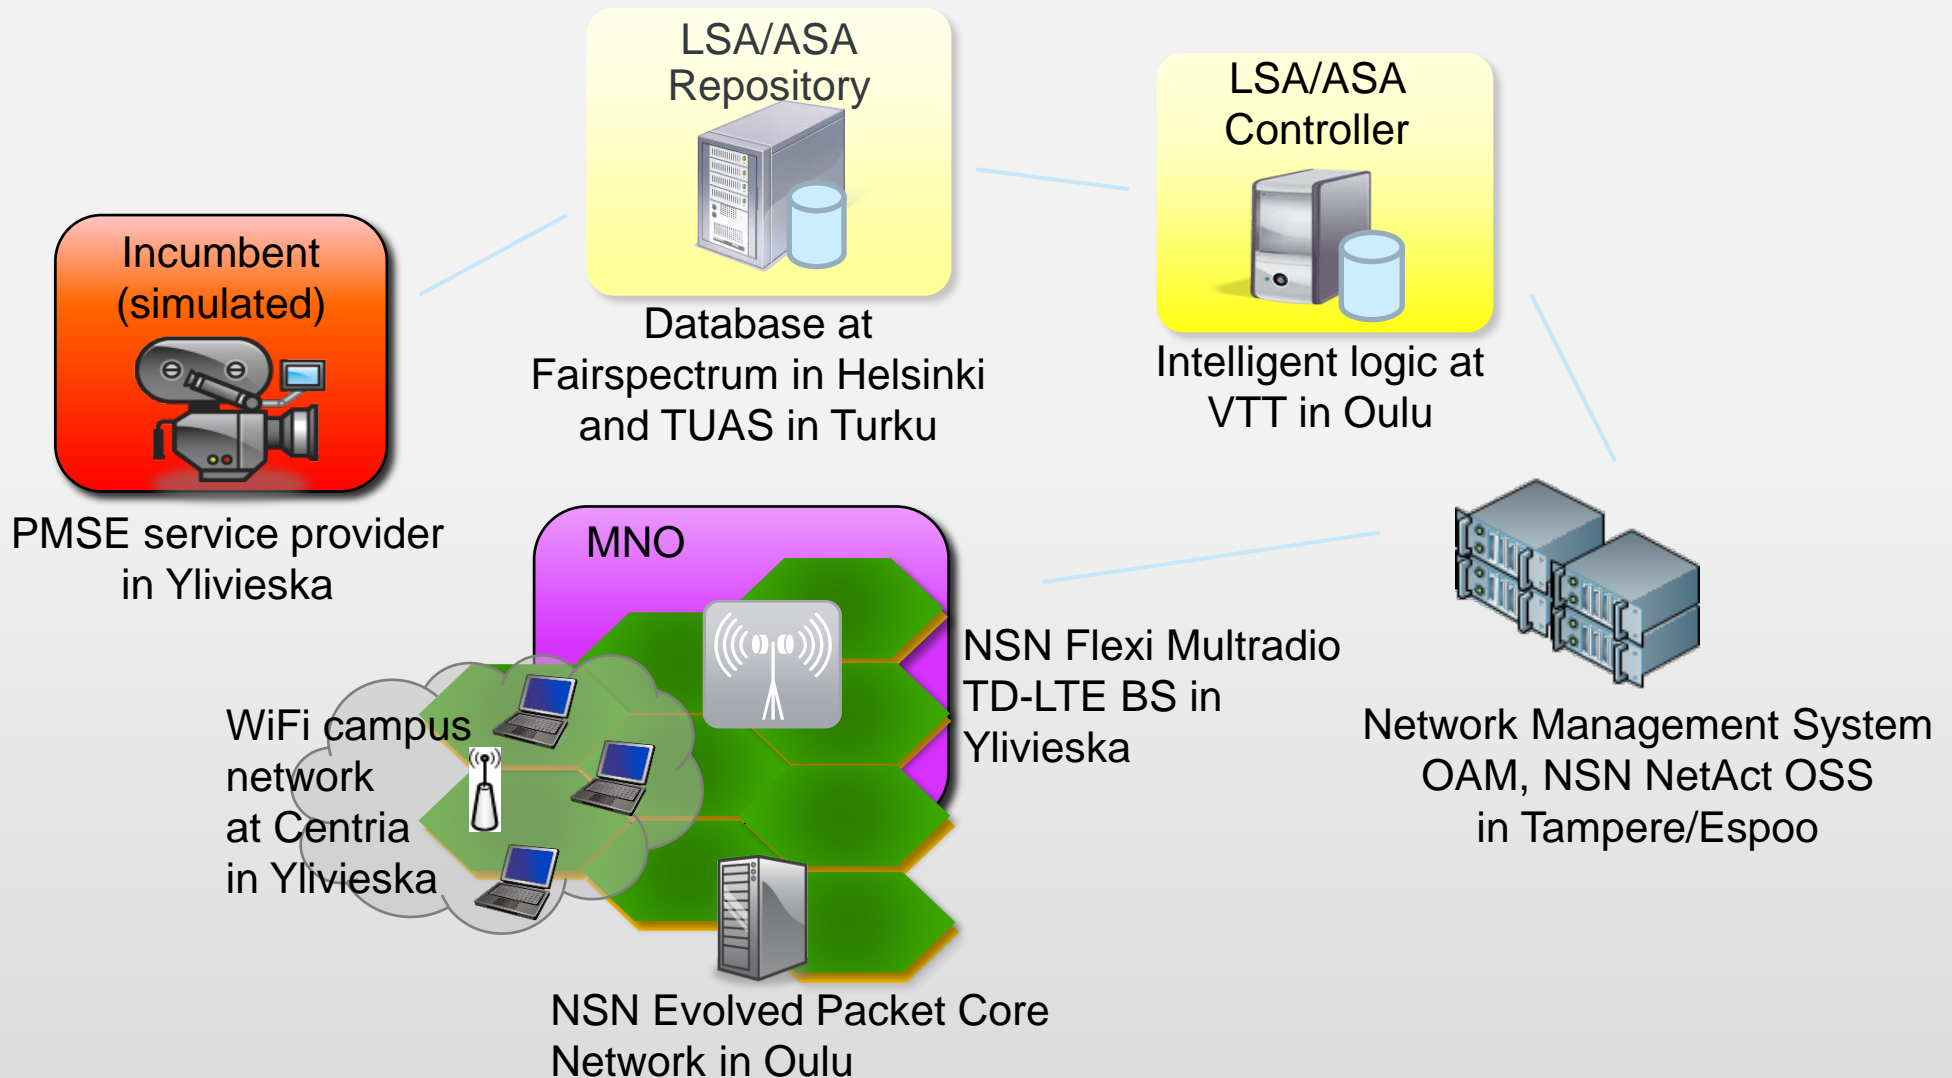 LSA/ASA
Repository
LSA/ASA
Controller
Incumbent
(simulated)
Database at
Fairspectrum in Helsinki
and TUAS in Turku
Intelligent logic at
VTT in Oulu
PMSE service provider
in Ylivieska
MNO
NSN Flexi Multradio
TD-LTE BS in
Ylivieska
WiFi campus
network
at Centria
in Ylivieska
Network Management System
OAM, NSN NetAct OSS
in Tampere/Espoo
NSN Evolved Packet Core
Network in Oulu